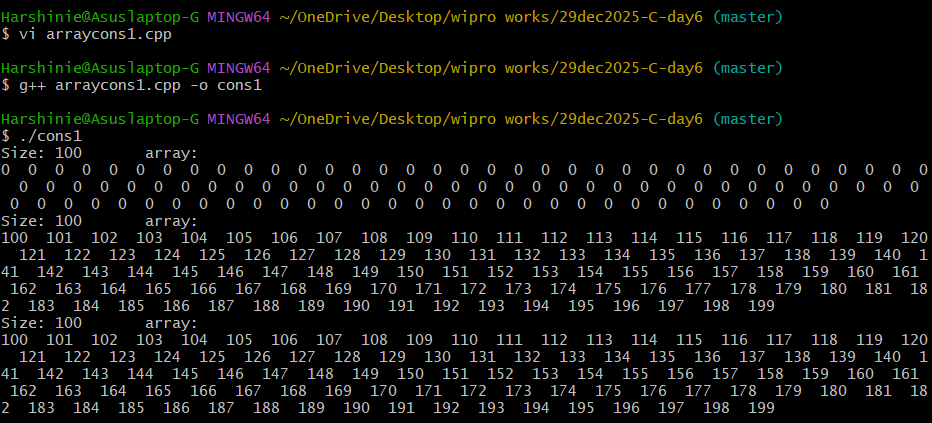 Harshinie@Asuslaptop-G MINGW64 ~/OneDrive/Desktop/wipro works/29dec2025-C-day6 (master)
$ vi arraycons1.cpp
Harshinie@Asuslaptop-G MINGW64 ~/OneDrive/Desktop/wipro works/29dec2025-C-day6 (master)
$ g++ arraycons1.cpp -o cons1
Harshinie@Asuslaptop-G MINGW64 ~/OneDrive/Desktop/wipro works/29dec2025-C-day6 (master)
$ ./cons1
Size: 100       array:
0  0  0  0  0  0  0  0  0  0  0  0  0  0  0  0  0  0  0  0  0  0  0  0  0  0  0  0  0  0  0  0  0  0  0
  0  0  0  0  0  0  0  0  0  0  0  0  0  0  0  0  0  0  0  0  0  0  0  0  0  0  0  0  0  0  0  0  0  0
 0  0  0  0  0  0  0  0  0  0  0  0  0  0  0  0  0  0  0  0  0  0  0  0  0  0  0  0  0  0  0
Size: 100       array:
100  101  102  103  104  105  106  107  108  109  110  111  112  113  114  115  116  117  118  119  120
  121  122  123  124  125  126  127  128  129  130  131  132  133  134  135  136  137  138  139  140  1
41  142  143  144  145  146  147  148  149  150  151  152  153  154  155  156  157  158  159  160  161
 162  163  164  165  166  167  168  169  170  171  172  173  174  175  176  177  178  179  180  181  18
2  183  184  185  186  187  188  189  190  191  192  193  194  195  196  197  198  199
Size: 100       array:
100  101  102  103  104  105  106  107  108  109  110  111  112  113  114  115  116  117  118  119  120
  121  122  123  124  125  126  127  128  129  130  131  132  133  134  135  136  137  138  139  140  1
41  142  143  144  145  146  147  148  149  150  151  152  153  154  155  156  157  158  159  160  161
 162  163  164  165  166  167  168  169  170  171  172  173  174  175  176  177  178  179  180  181  18
2  183  184  185  186  187  188  189  190  191  192  193  194  195  196  197  198  199